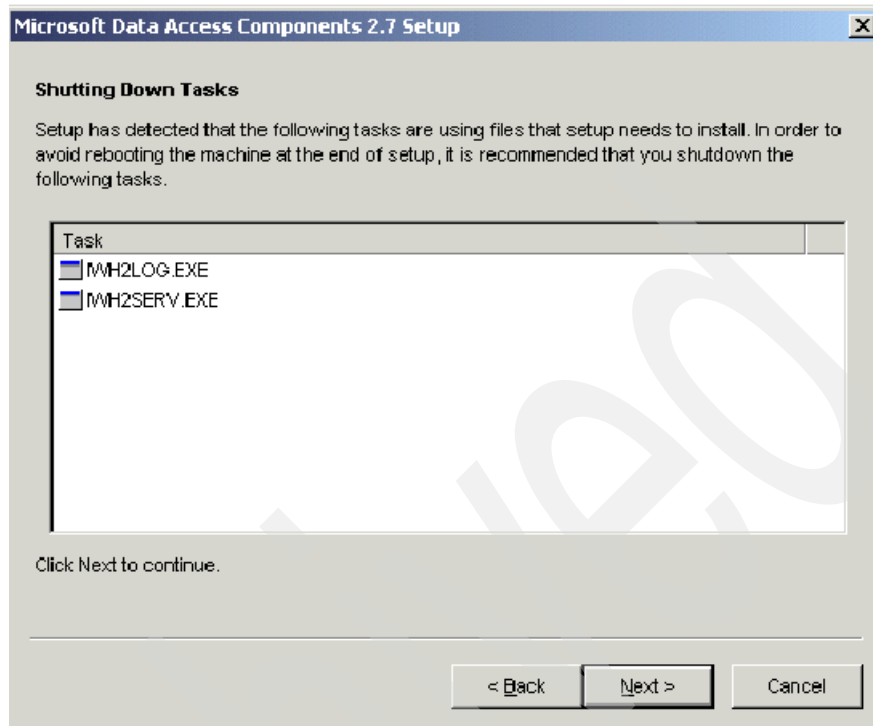 Microsoft Data Access Components 2.7 Setup
Shutting Down Tasks
Setup has detected that the following tasks are using files that setup needs to install. In order to
avoid rebooting the machine at the end of setup, it is recommended that you shutdown the
following tasks.
Task
IWH2LOG.EXE
IWH2SERV.EXE
Click Next to continue.
< Back
Next >
Cancel